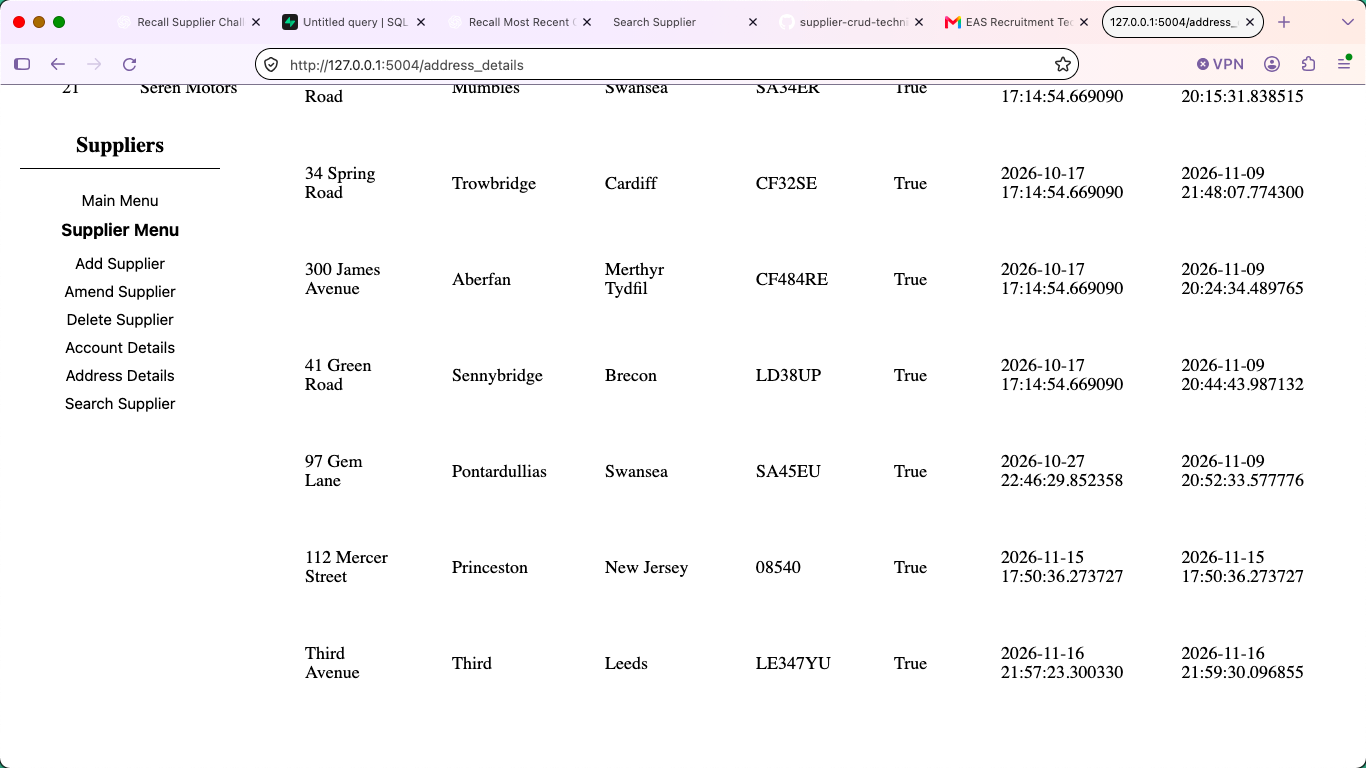 Recall Supplier Chall
Untitled query | SQL
Recall Most Recent
Search Supplier
supplier-crud-techni
EAS Recruitment Tec
127.0.0.1:5004/address_
http://127.0.0.1:5004/address_details
VPN
21 Seren Motors
Road Mumbles Swansea SA34ER True 17:14:54.669090 20:15:31.838515
Suppliers
Main Menu
Supplier Menu
Add Supplier
Amend Supplier
Delete Supplier
Account Details
Address Details
Search Supplier
34 Spring 2026-10-17 2026-11-09
Road Trowbridge Cardiff CF32SE True 17:14:54.669090 21:48:07.774300
300 James Merthyr 2026-10-17 2026-11-09
Avenue Aberfan Tydfil CF484RE True 17:14:54.669090 20:24:34.489765
41 Green 2026-10-17 2026-11-09
Road Sennybridge Brecon LD38UP True 17:14:54.669090 20:44:43.987132
97 Gem 2026-10-27 2026-11-09
Lane Pontardullias Swansea SA45EU True 22:46:29.852358 20:52:33.577776
112 Mercer 2026-11-15 2026-11-15
Street Princeston New Jersey 08540 True 17:50:36.273727 17:50:36.273727
Third 2026-11-16 2026-11-16
Avenue Third Leeds LE347YU True 21:57:23.300330 21:59:30.096855